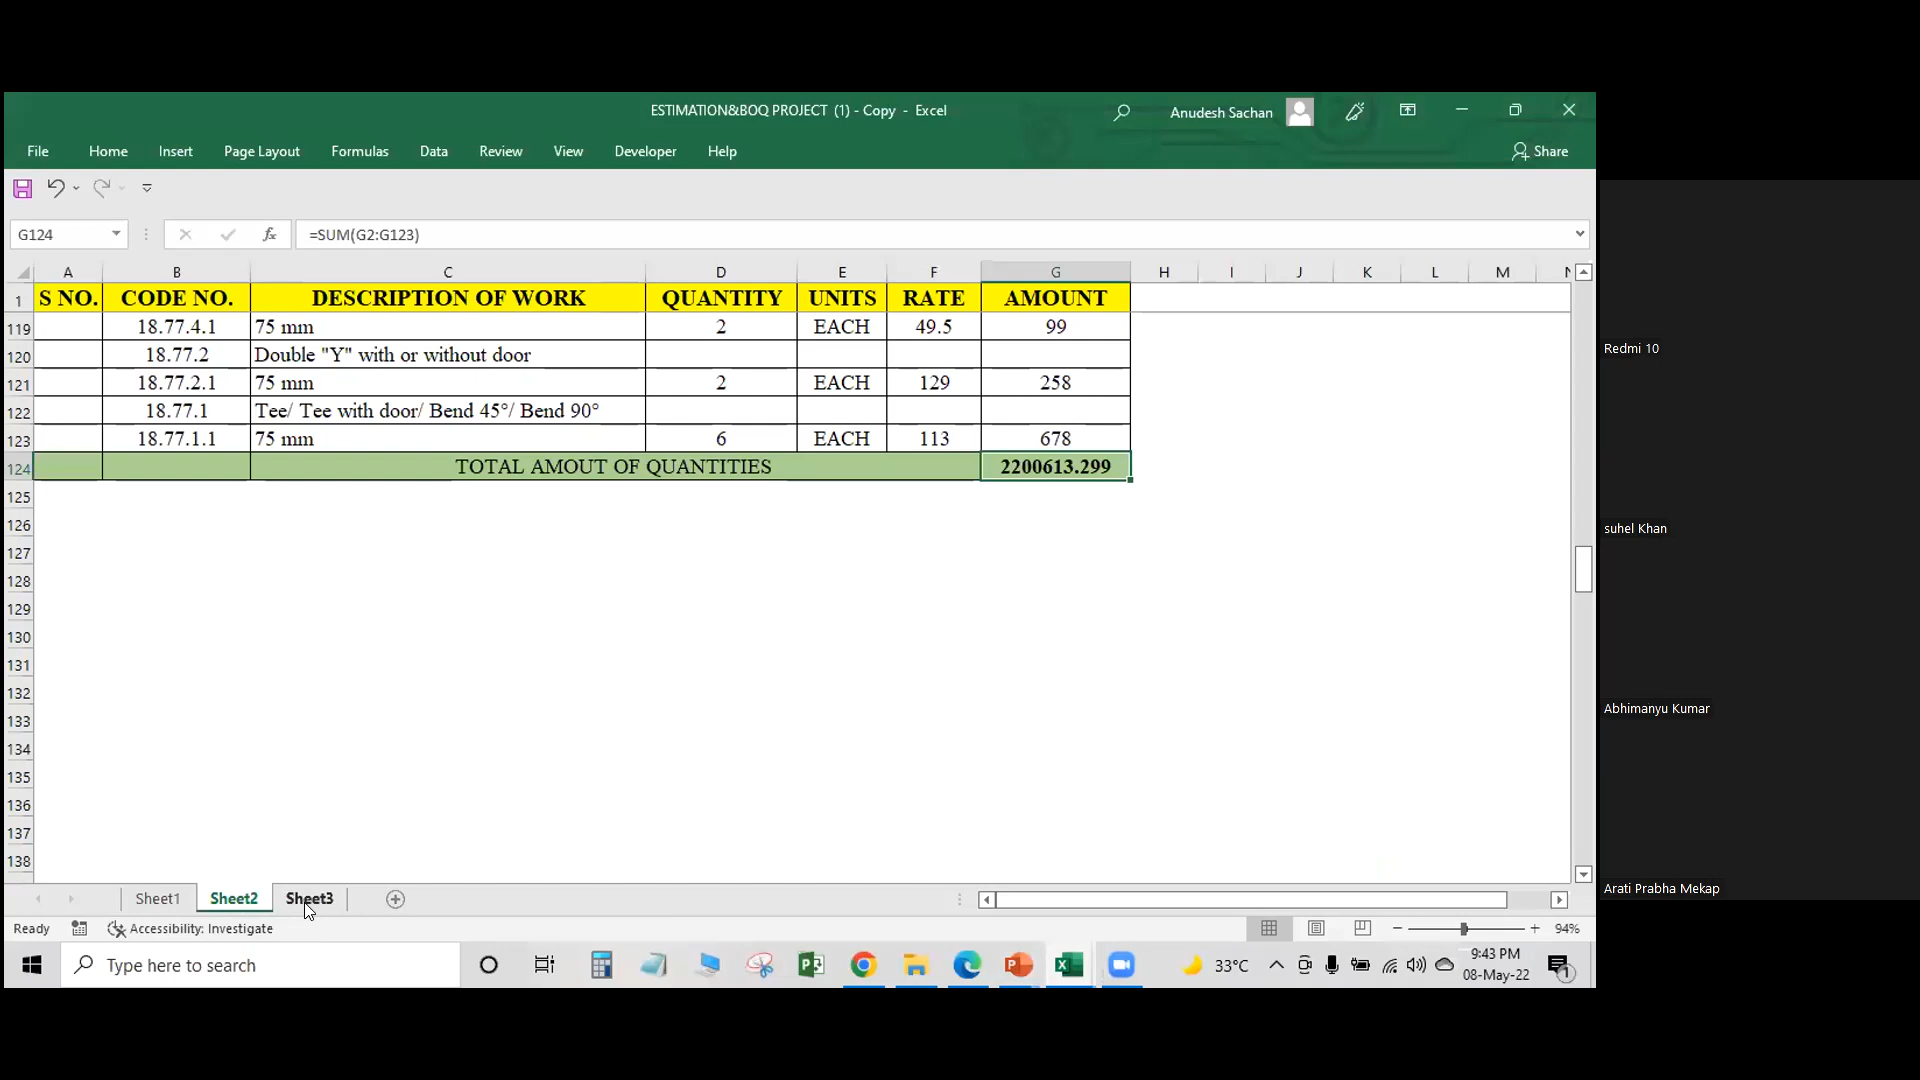 ESTIMATION&BOQ PROJECT (1) - Copy - Excel
Anudesh Sachan
File Home Insert Page Layout Formulas Data Review View Developer Help
Share
G124
fx
=SUM(G2:G123)
A B C D E F G H I J K L M N
1 S NO. CODE NO. DESCRIPTION OF WORK QUANTITY UNITS RATE AMOUNT
119 18.77.4.1 75 mm 2 EACH 49.5 99
120 18.77.2 Double "Y" with or without door
121 18.77.2.1 75 mm 2 EACH 129 258
122 18.77.1 Tee/ Tee with door/ Bend 45°/ Bend 90°
123 18.77.1.1 75 mm 6 EACH 113 678
124 TOTAL AMOUT OF QUANTITIES 2200613.299
125
126
127
128
129
130
131
132
133
134
135
136
137
138
Sheet1 Sheet2 Sheet3
Ready Accessibility: Investigate
94%
Type here to search
33°C
9:43 PM
08-May-22
1
Redmi 10
suhel Khan
Abhimanyu Kumar
Arati Prabha Mekap